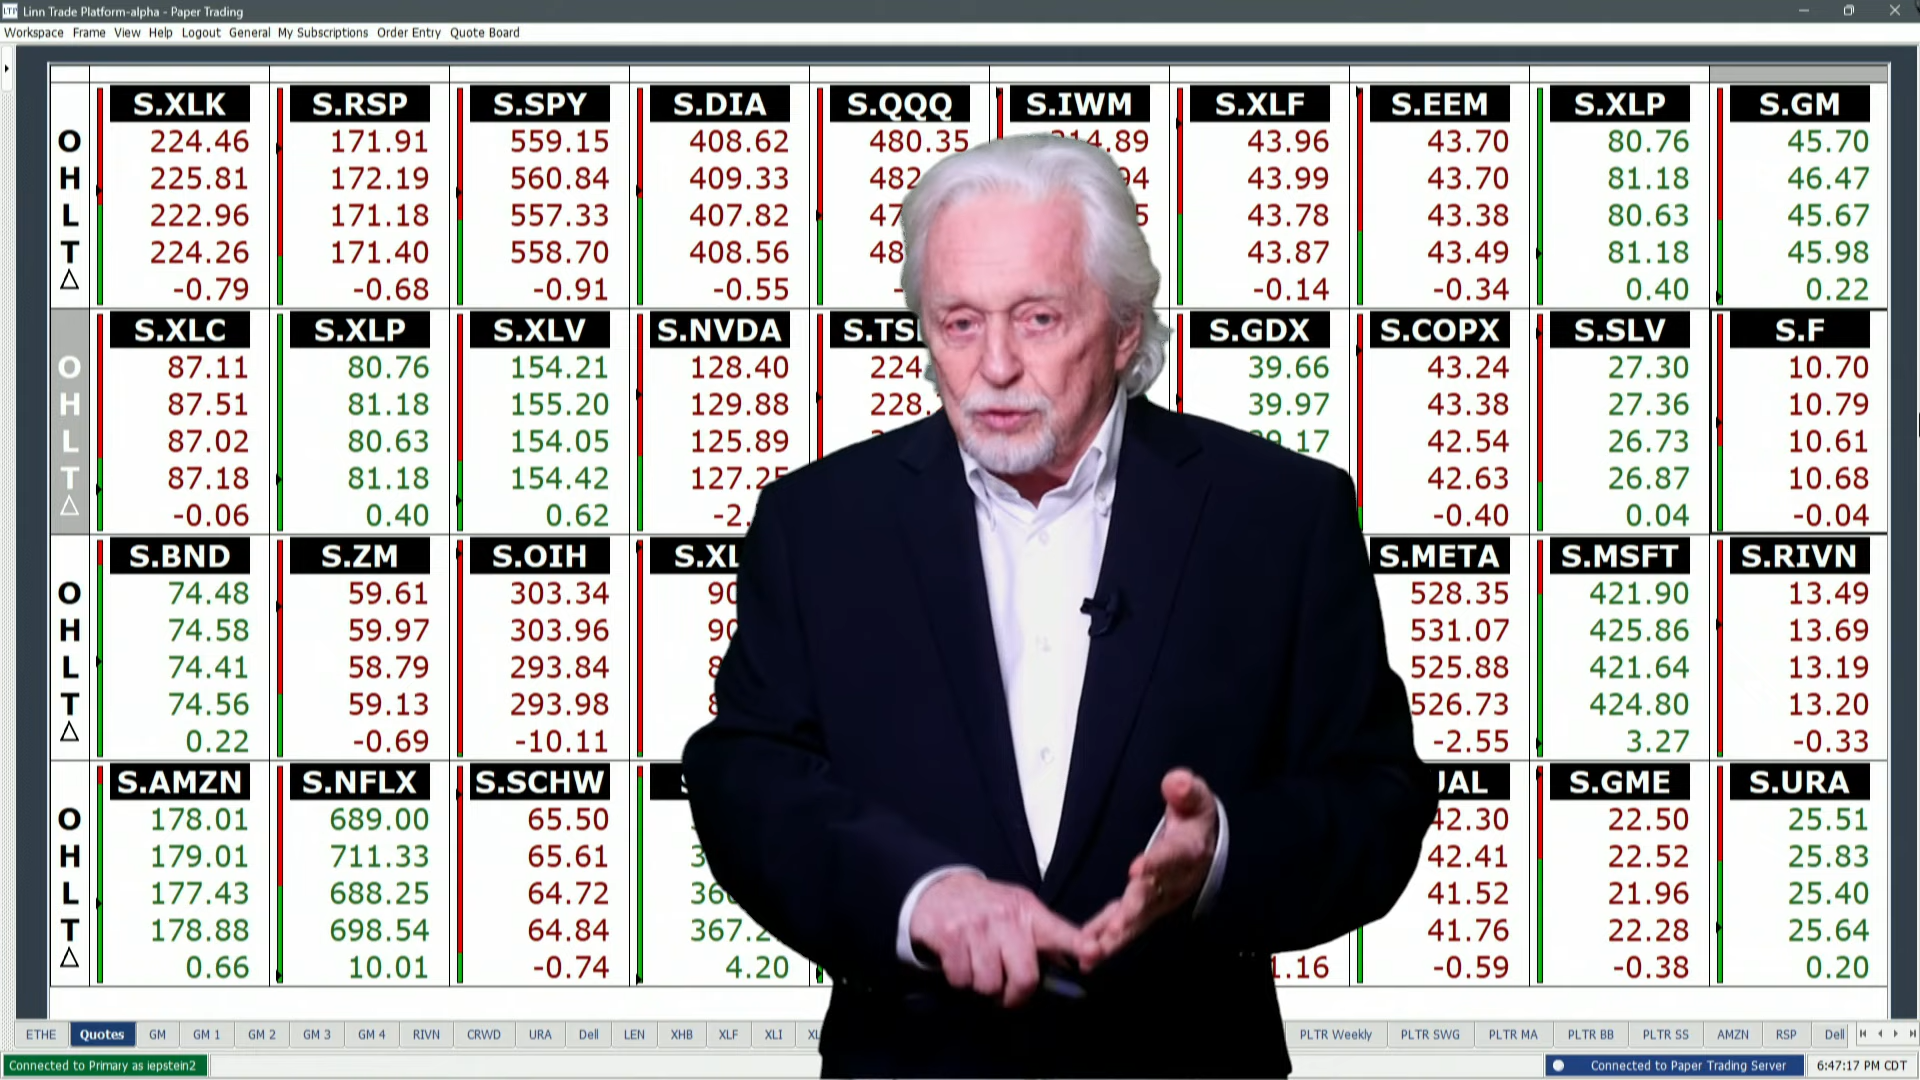 Linn Trade Platform-alpha - Paper Trading
Workspace Frame View Help Logout General My Subscriptions Order Entry Quote Board
S.XLK S.RSP S.SPY S.DIA S.QQQ S.IWM S.XLF S.EEM S.XLP S.GM
O 224.46 171.91 559.15 408.62 480.35 43.96 43.70 80.76 45.70
H 225.81 172.19 560.84 409.33 43.99 43.70 81.18 46.47
L 222.96 171.18 557.33 407.82 43.78 43.38 80.63 45.67
T 224.26 171.40 558.70 408.56 43.87 43.49 81.18 45.98
△ -0.79 -0.68 -0.91 -0.55 -0.14 -0.34 0.40 0.22
S.XLC S.XLP S.XLV S.NVDA S.GDX S.COPX S.SLV S.F
O 87.11 80.76 154.21 128.40 39.66 43.24 27.30 10.70
H 87.51 81.18 155.20 129.88 39.97 43.38 27.36 10.79
L 87.02 80.63 154.05 125.89 42.54 26.73 10.61
T 87.18 81.18 154.42 42.63 26.87 10.68
△ -0.06 0.40 0.62 -0.40 0.04 -0.04
S.BND S.ZM S.OIH S.META S.MSFT S.RIVN
O 74.48 59.61 303.34 528.35 421.90 13.49
H 74.58 59.97 303.96 531.07 425.86 13.69
L 74.41 58.79 293.84 525.88 421.64 13.19
T 74.56 59.13 293.98 526.73 424.80 13.20
△ 0.22 -0.69 -10.11 -2.55 3.27 -0.33
S.AMZN S.NFLX S.SCHW S.GME S.URA
O 178.01 689.00 65.50 42.30 22.50 25.51
H 179.01 711.33 65.61 42.41 22.52 25.83
L 177.43 688.25 64.72 41.52 21.96 25.40
T 178.88 698.54 64.84 41.76 22.28 25.64
△ 0.66 10.01 -0.74 4.20 -0.59 -0.38 0.20
ETHE Quotes GM GM 1 GM 2 GM 3 GM 4 RIVN CRWD URA Dell LEN XHB XLF XLI PLTR Weekly PLTR SWG PLTR MA PLTR BB PLTR SS AMZN RSP Dell
Connected to Primary as iepstein2 Connected to Paper Trading Server 6:47:17 PM CDT